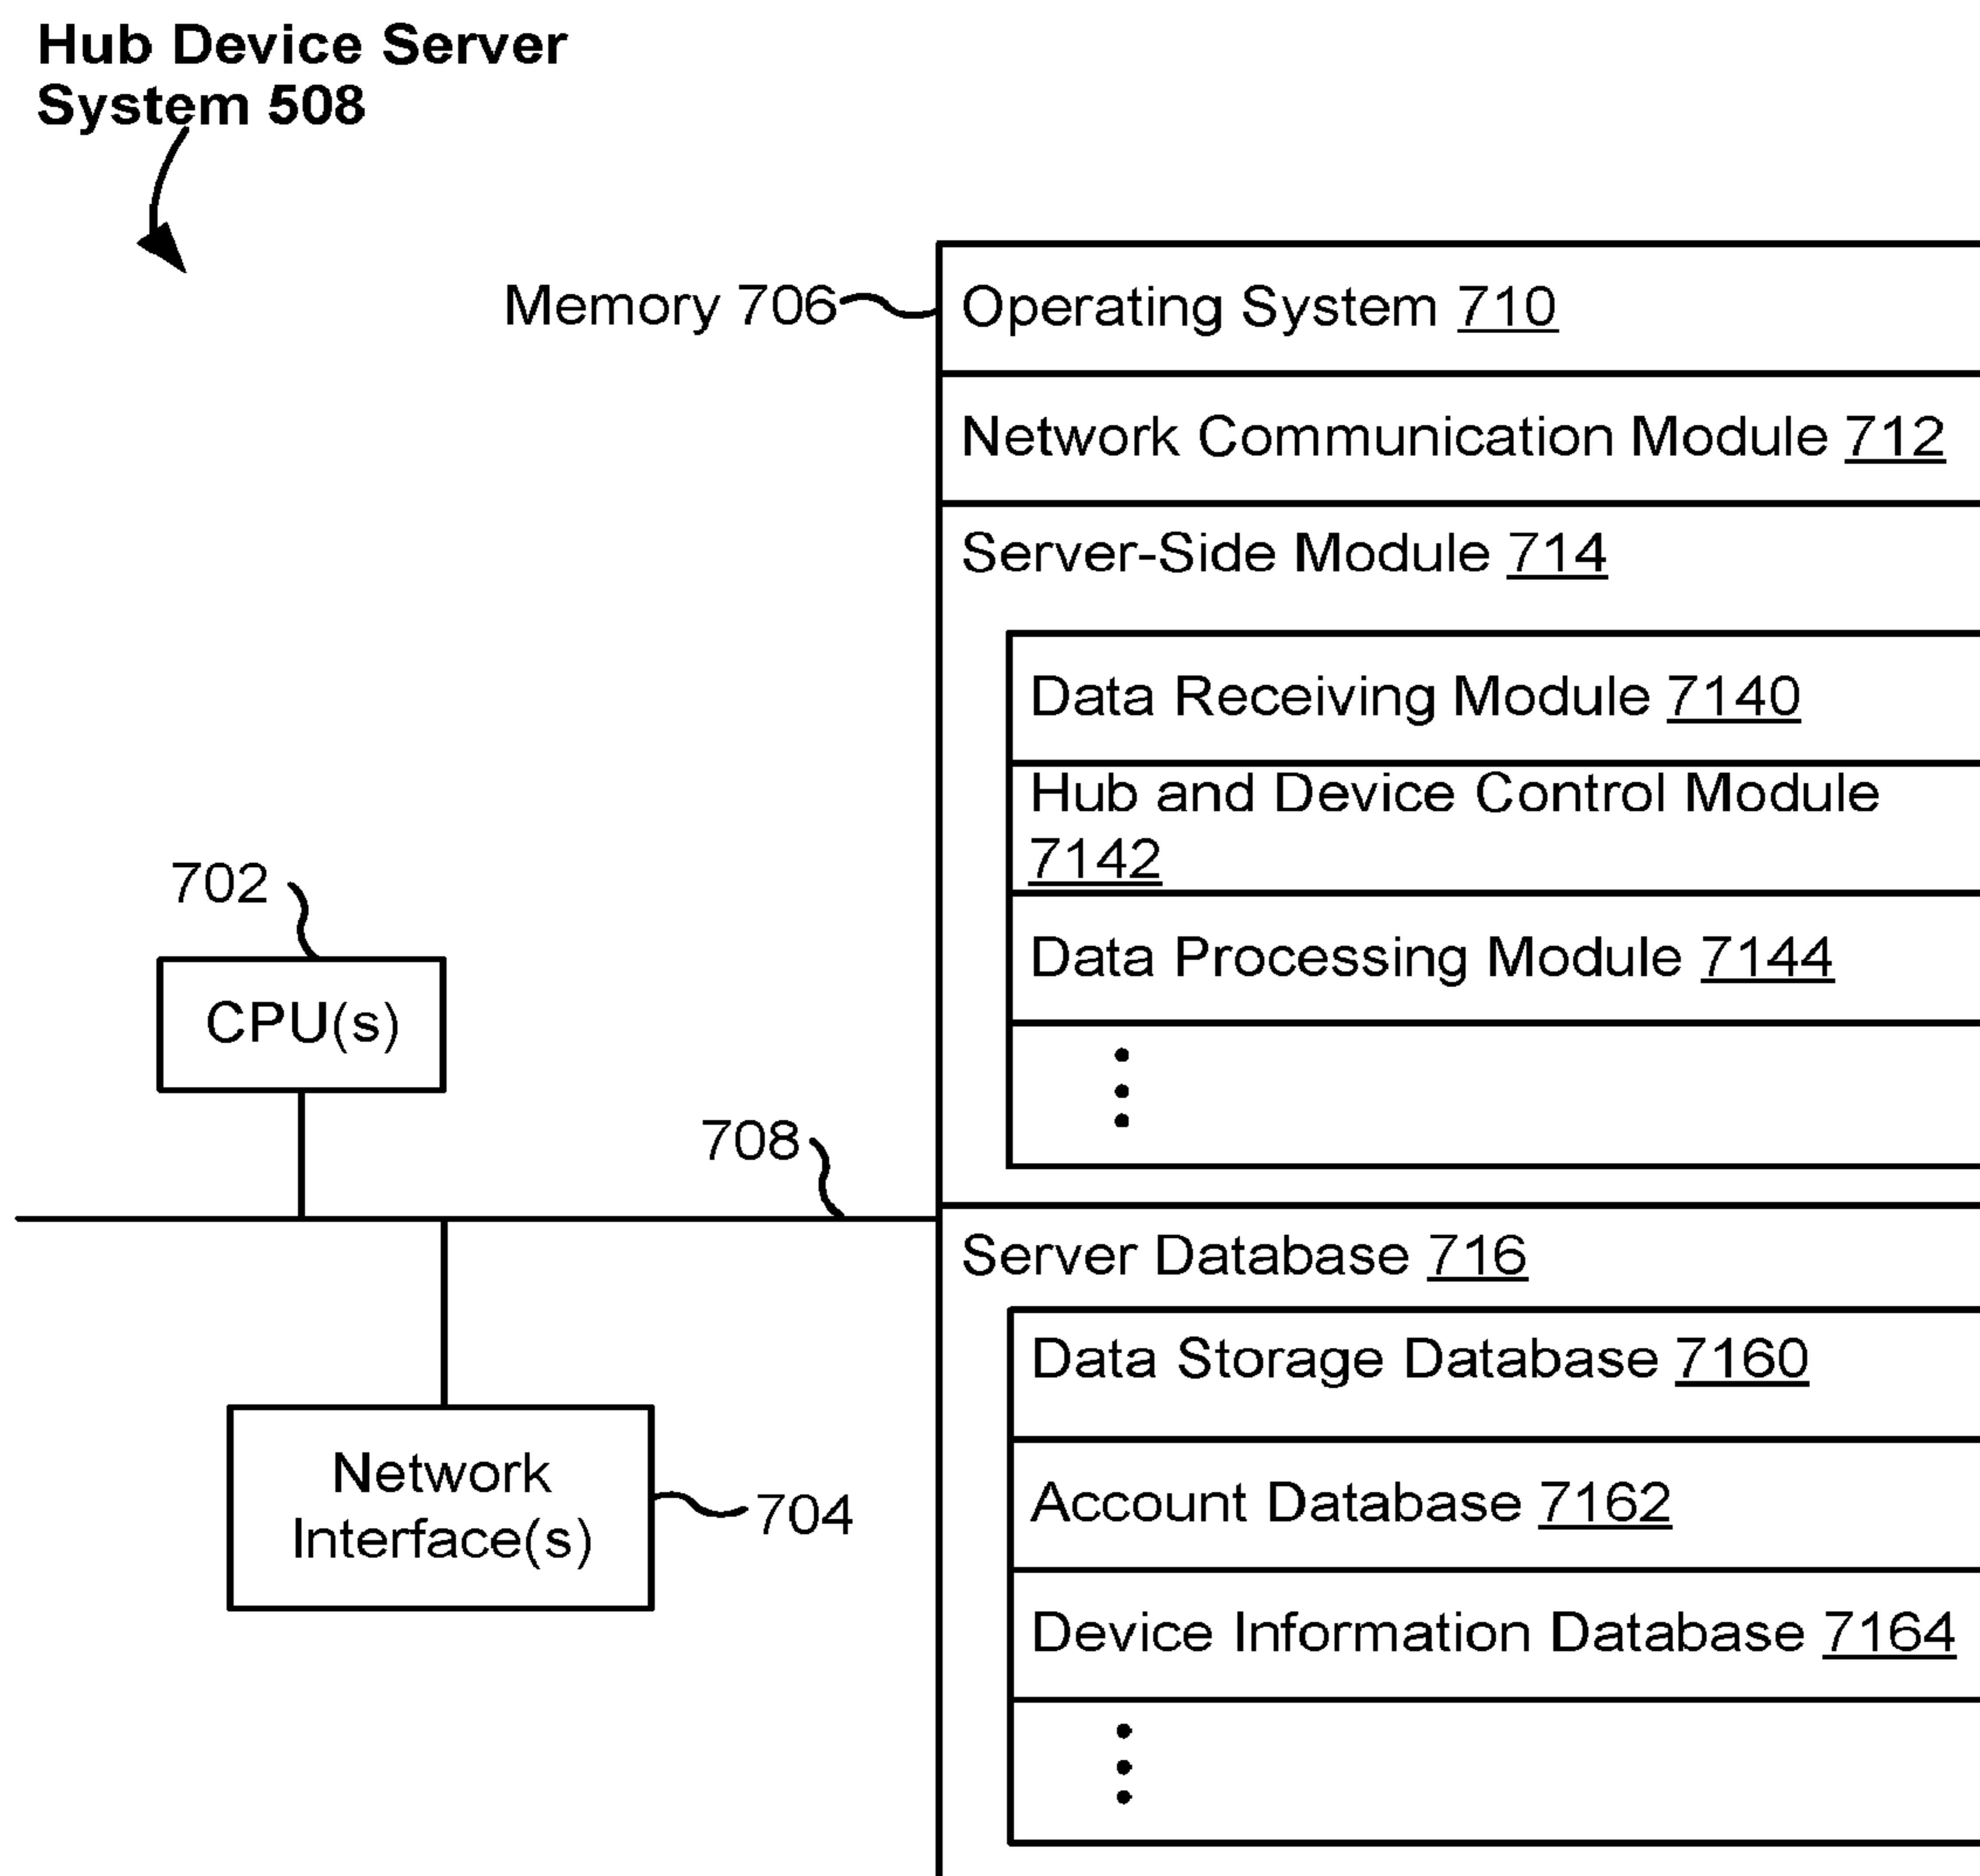 Hub Device Server
System 508
Memory 706
Operating System 710
Network Communication Module 712
Server-Side Module 714
Data Receiving Module 7140
Hub and Device Control Module
7142
Data Processing Module 7144
702
CPU(s)
708
Server Database 716
Data Storage Database 7160
Account Database 7162
Device Information Database 7164
Network
Interface(s)
704